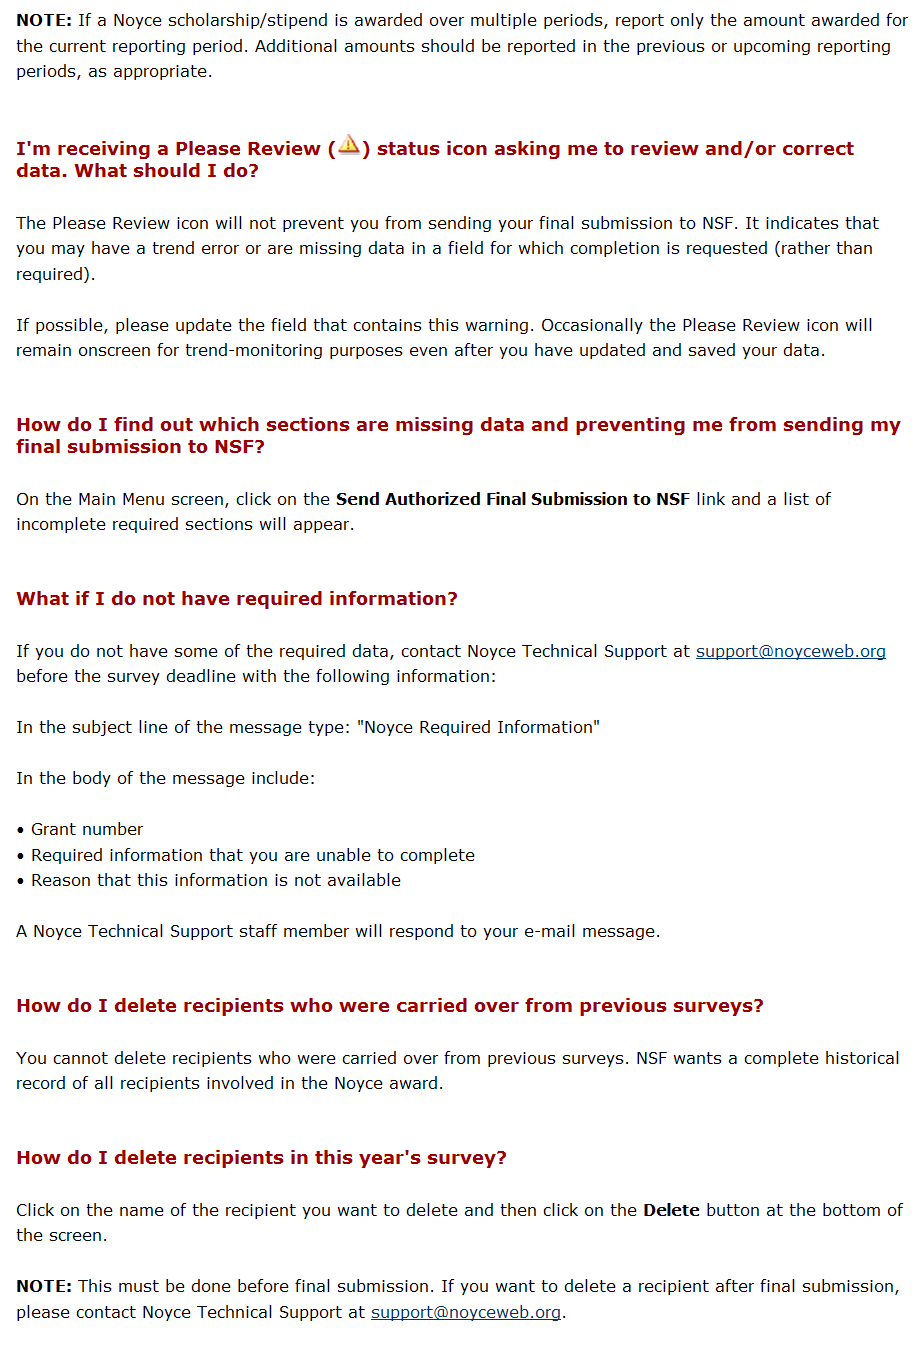 NOTE: If a Noyce scholarship/stipend is awarded over multiple periods, report only the amount awarded for
the current reporting period. Additional amounts should be reported in the previous or upcoming reporting
periods, as appropriate.
I'm receiving a Please Review (⚠) status icon asking me to review and/or correct
data. What should I do?
The Please Review icon will not prevent you from sending your final submission to NSF. It indicates that
you may have a trend error or are missing data in a field for which completion is requested (rather than
required).
If possible, please update the field that contains this warning. Occasionally the Please Review icon will
remain onscreen for trend-monitoring purposes even after you have updated and saved your data.
How do I find out which sections are missing data and preventing me from sending my
final submission to NSF?
On the Main Menu screen, click on the Send Authorized Final Submission to NSF link and a list of
incomplete required sections will appear.
What if I do not have required information?
If you do not have some of the required data, contact Noyce Technical Support at support@noyceweb.org
before the survey deadline with the following information:
In the subject line of the message type: "Noyce Required Information"
In the body of the message include:
• Grant number
• Required information that you are unable to complete
• Reason that this information is not available
A Noyce Technical Support staff member will respond to your e-mail message.
How do I delete recipients who were carried over from previous surveys?
You cannot delete recipients who were carried over from previous surveys. NSF wants a complete historical
record of all recipients involved in the Noyce award.
How do I delete recipients in this year's survey?
Click on the name of the recipient you want to delete and then click on the Delete button at the bottom of
the screen.
NOTE: This must be done before final submission. If you want to delete a recipient after final submission,
please contact Noyce Technical Support at support@noyceweb.org.